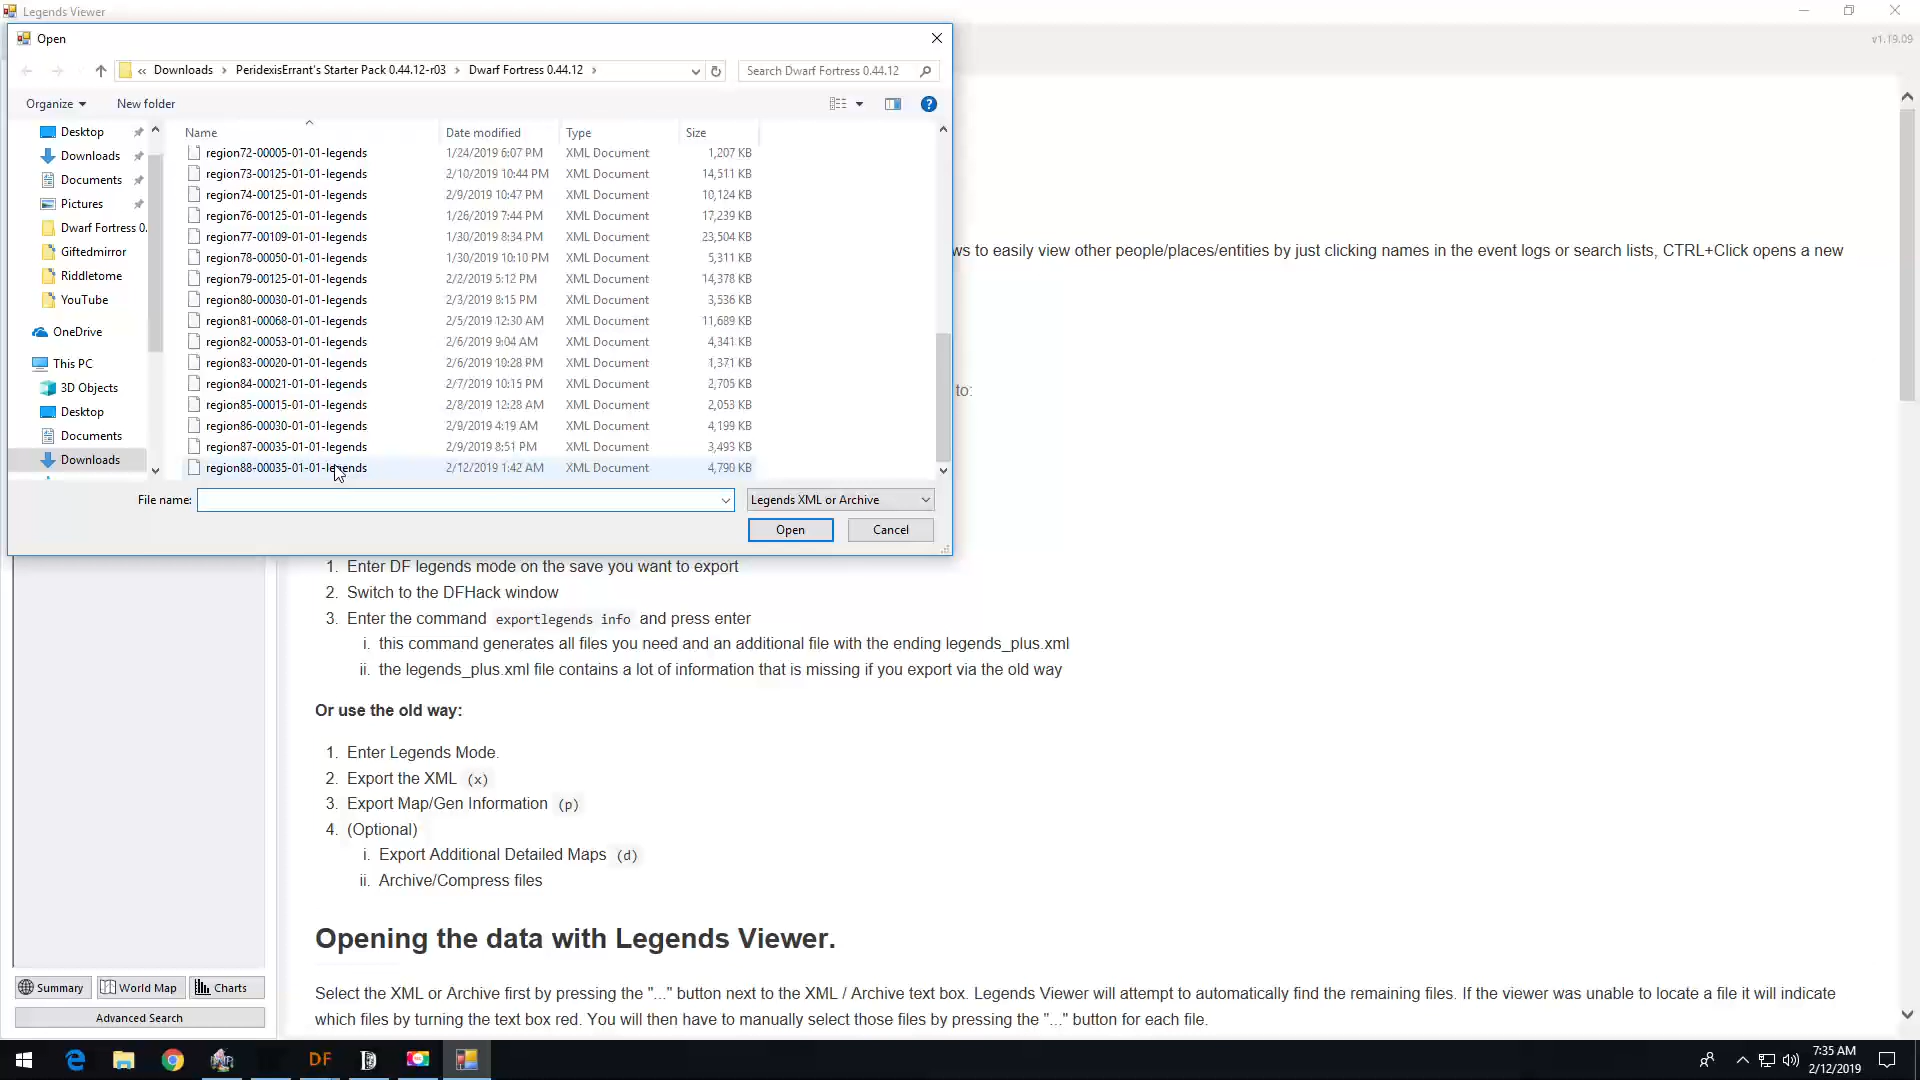 Legends Viewer
Open
v1.19.09
« Downloads › PeridexisErrant's Starter Pack 0.44.12-r03 › Dwarf Fortress 0.44.12 ›
Search Dwarf Fortress 0.44.12
Organize
New folder
Name
Date modified
Type
Size
Desktop
Downloads
Documents
Pictures
Dwarf Fortress 0.
Giftedmirror
Riddletome
YouTube
OneDrive
This PC
3D Objects
Desktop
Documents
Downloads
region72-00005-01-01-legends 1/24/2019 6:07 PM XML Document 1,207 KB
region73-00125-01-01-legends 2/10/2019 10:44 PM XML Document 14,511 KB
region74-00125-01-01-legends 2/9/2019 10:47 PM XML Document 10,124 KB
region76-00125-01-01-legends 1/26/2019 7:44 PM XML Document 17,239 KB
region77-00109-01-01-legends 1/30/2019 8:34 PM XML Document 23,504 KB
region78-00050-01-01-legends 1/30/2019 10:10 PM XML Document 5,311 KB
region79-00125-01-01-legends 2/2/2019 5:12 PM XML Document 14,378 KB
region80-00030-01-01-legends 2/3/2019 8:15 PM XML Document 3,536 KB
region81-00068-01-01-legends 2/5/2019 12:30 AM XML Document 11,689 KB
region82-00053-01-01-legends 2/6/2019 9:04 AM XML Document 4,341 KB
region83-00020-01-01-legends 2/6/2019 10:28 PM XML Document 1,371 KB
region84-00021-01-01-legends 2/7/2019 10:15 PM XML Document 2,705 KB
region85-00015-01-01-legends 2/8/2019 12:28 AM XML Document 2,053 KB
region86-00030-01-01-legends 2/9/2019 4:19 AM XML Document 4,199 KB
region87-00035-01-01-legends 2/9/2019 8:51 PM XML Document 3,493 KB
region88-00035-01-01-legends 2/12/2019 1:42 AM XML Document 4,790 KB
File name:
Legends XML or Archive
Open
Cancel
ws to easily view other people/places/entities by just clicking names in the event logs or search lists, CTRL+Click opens a new
to:
1. Enter DF legends mode on the save you want to export
2. Switch to the DFHack window
3. Enter the command exportlegends info and press enter
i. this command generates all files you need and an additional file with the ending legends_plus.xml
ii. the legends_plus.xml file contains a lot of information that is missing if you export via the old way
Or use the old way:
1. Enter Legends Mode.
2. Export the XML (x)
3. Export Map/Gen Information (p)
4. (Optional)
i. Export Additional Detailed Maps (d)
ii. Archive/Compress files
Opening the data with Legends Viewer.
Select the XML or Archive first by pressing the "..." button next to the XML / Archive text box. Legends Viewer will attempt to automatically find the remaining files. If the viewer was unable to locate a file it will indicate
which files by turning the text box red. You will then have to manually select those files by pressing the "..." button for each file.
Summary
World Map
Charts
Advanced Search
DF
7:35 AM
2/12/2019